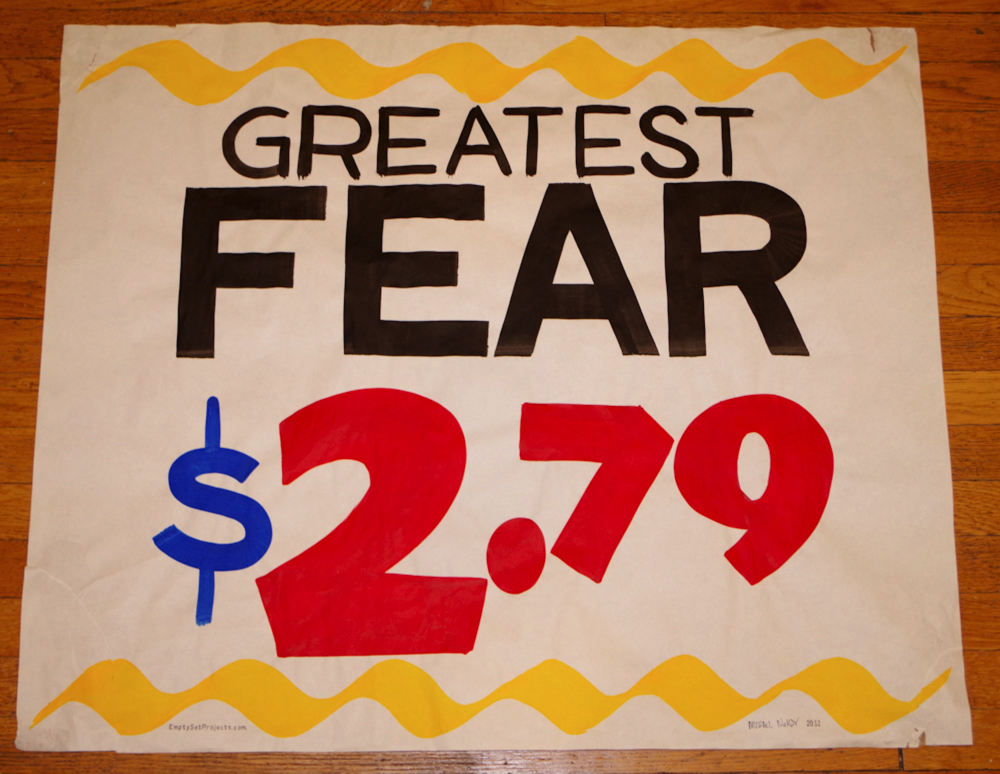 GREATEST
FEAR
$2.79
EmptySetProjects.com
2012